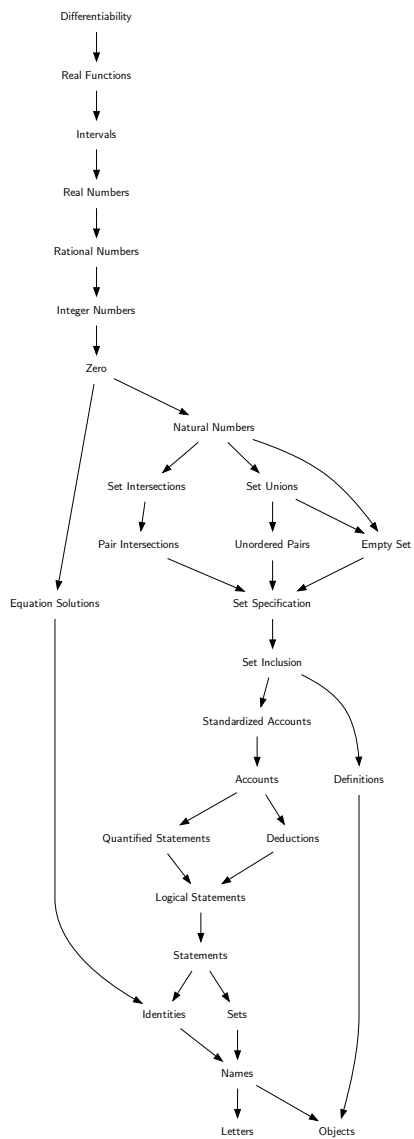 Differentiability
Real Functions
Intervals
Real Numbers
Rational Numbers
Integer Numbers
Zero
Natural Numbers
Set Intersections
Set Unions
Pair Intersections
Unordered Pairs
Empty Set
Equation Solutions
Set Specification
Set Inclusion
Standardized Accounts
Accounts
Definitions
Quantified Statements
Deductions
Logical Statements
Statements
Identities
Sets
Names
Letters
Objects